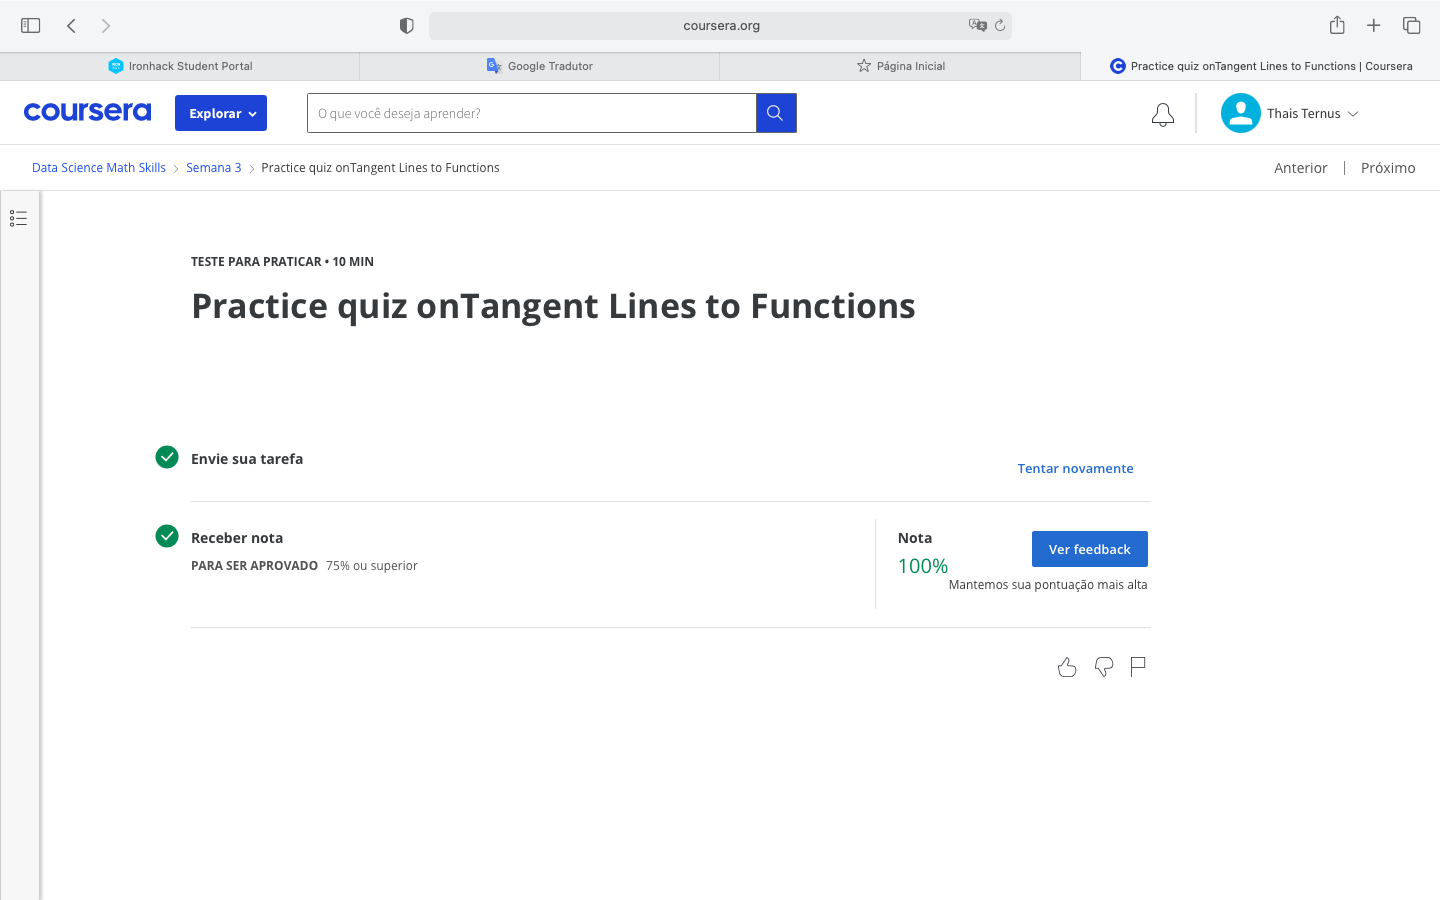 coursera.org
Ironhack Student Portal
Google Tradutor
Página Inicial
Practice quiz onTangent Lines to Functions | Coursera
coursera
Explorar
O que você deseja aprender?
Thais Ternus
Data Science Math Skills
Semana 3
Practice quiz onTangent Lines to Functions
Anterior
Próximo
TESTE PARA PRATICAR • 10 MIN
Practice quiz onTangent Lines to Functions
Envie sua tarefa
Tentar novamente
Receber nota
PARA SER APROVADO 75% ou superior
Nota
100%
Ver feedback
Mantemos sua pontuação mais alta